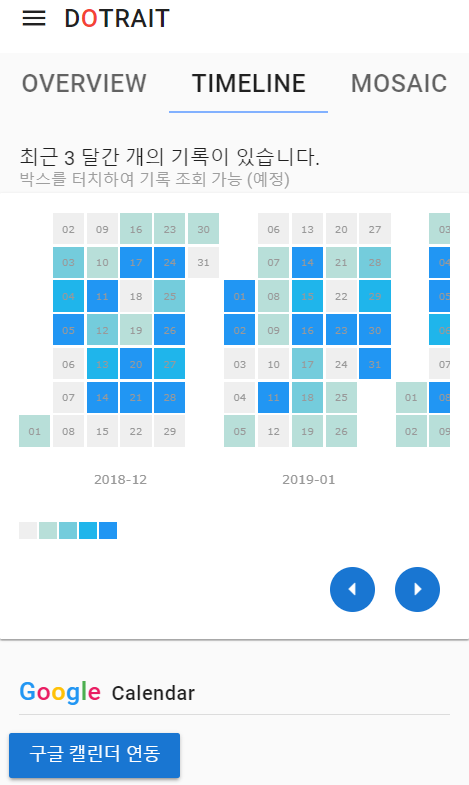 DOTRAIT
OVERVIEW TIMELINE MOSAIC
최근 3 달간 개의 기록이 있습니다.
박스를 터치하여 기록 조회 가능 (예정)
02 09 16 23 30 06 13 20 27 03
03 10 17 24 31 07 14 21 28 04
04 11 18 25 01 08 15 22 29 05
05 12 19 26 02 09 16 23 30 06
06 13 20 27 03 10 17 24 31 07
07 14 21 28 04 11 18 25 01 08
01 08 15 22 29 05 12 19 26 02 09
2018-12 2019-01
Google Calendar
구글 캘린더 연동